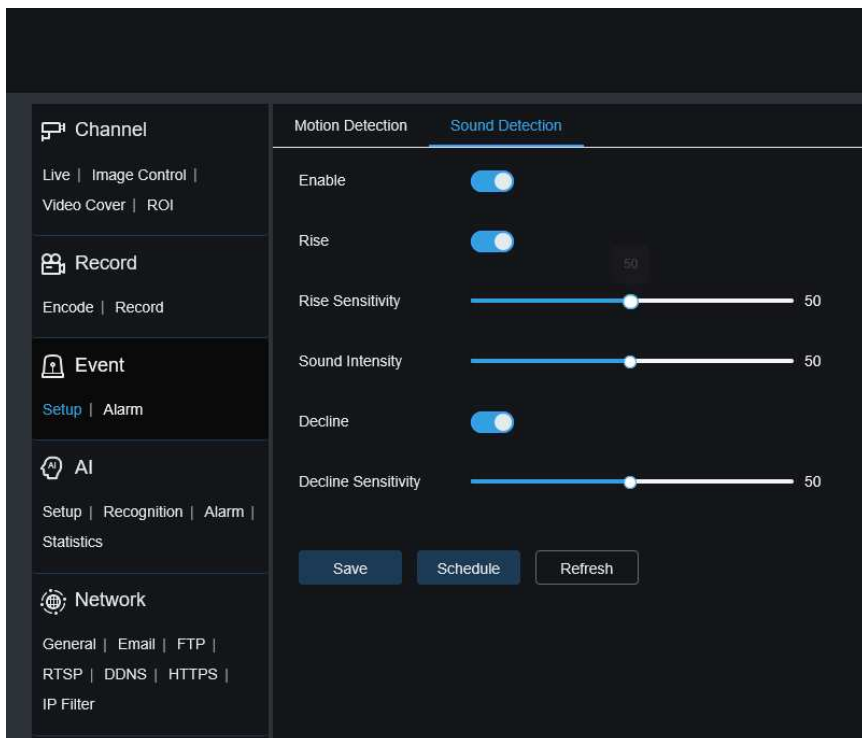 Channel
Live | Image Control |
Video Cover | ROI
Record
Encode | Record
Event
Setup | Alarm
AI
AI
Setup | Recognition | Alarm |
Statistics
Network
General | Email | FTP |
RTSP | DDNS | HTTPS |
IP Filter
Motion Detection Sound Detection
Enable
Rise
50
Rise Sensitivity 50
Sound Intensity 50
Decline
Decline Sensitivity 50
Save Schedule Refresh